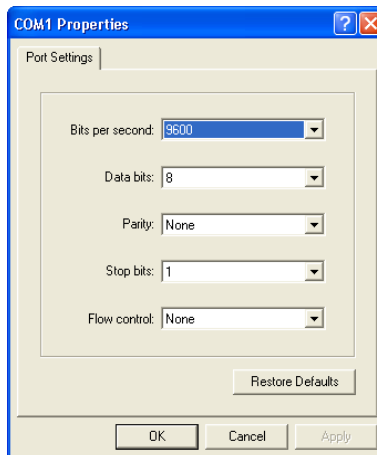 COM1 Properties
Port Settings
Bits per second: 9600
Data bits: 8
Parity: None
Stop bits: 1
Flow control: None
Restore Defaults
OK Cancel Apply